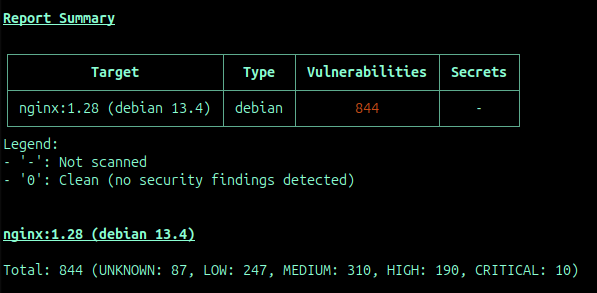 Report Summary
Target Type Vulnerabilities Secrets
nginx:1.28 (debian 13.4) debian 844 -
Legend:
- '-': Not scanned
- '0': Clean (no security findings detected)
nginx:1.28 (debian 13.4)
Total: 844 (UNKNOWN: 87, LOW: 247, MEDIUM: 310, HIGH: 190, CRITICAL: 10)